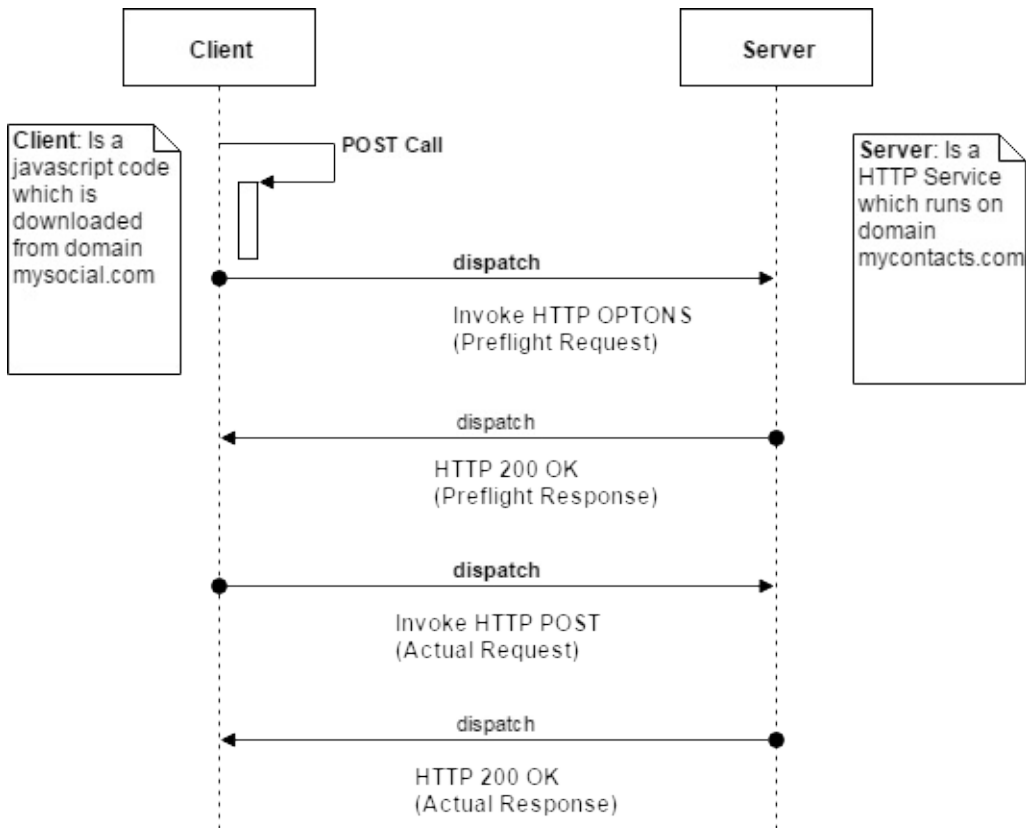 Client
Server
Client: Is a
javascript code
which is
downloaded
from domain
mysocial.com
POST Call
Server: Is a
HTTP Service
which runs on
domain
mycontacts.com
dispatch
Invoke HTTP OPTONS
(Preflight Request)
dispatch
HTTP 200 OK
(Preflight Response)
dispatch
Invoke HTTP POST
(Actual Request)
dispatch
HTTP 200 OK
(Actual Response)